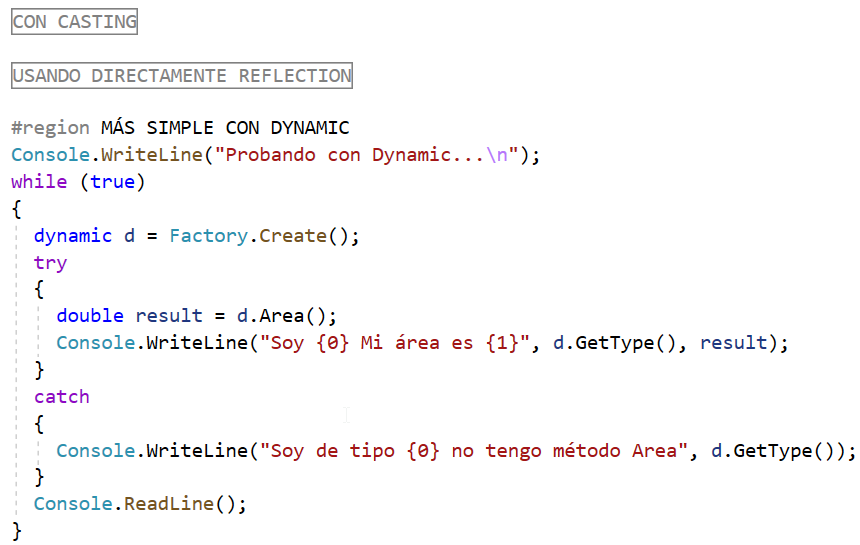 CON CASTING
USANDO DIRECTAMENTE REFLECTION
#region MÁS SIMPLE CON DYNAMIC
Console.WriteLine("Probando con Dynamic...\n");
while (true)
{
dynamic d = Factory.Create();
try
{
double result = d.Area();
Console.WriteLine("Soy {0} Mi área es {1}", d.GetType(), result);
}
catch
{
Console.WriteLine("Soy de tipo {0} no tengo método Area", d.GetType());
}
Console.ReadLine();
}